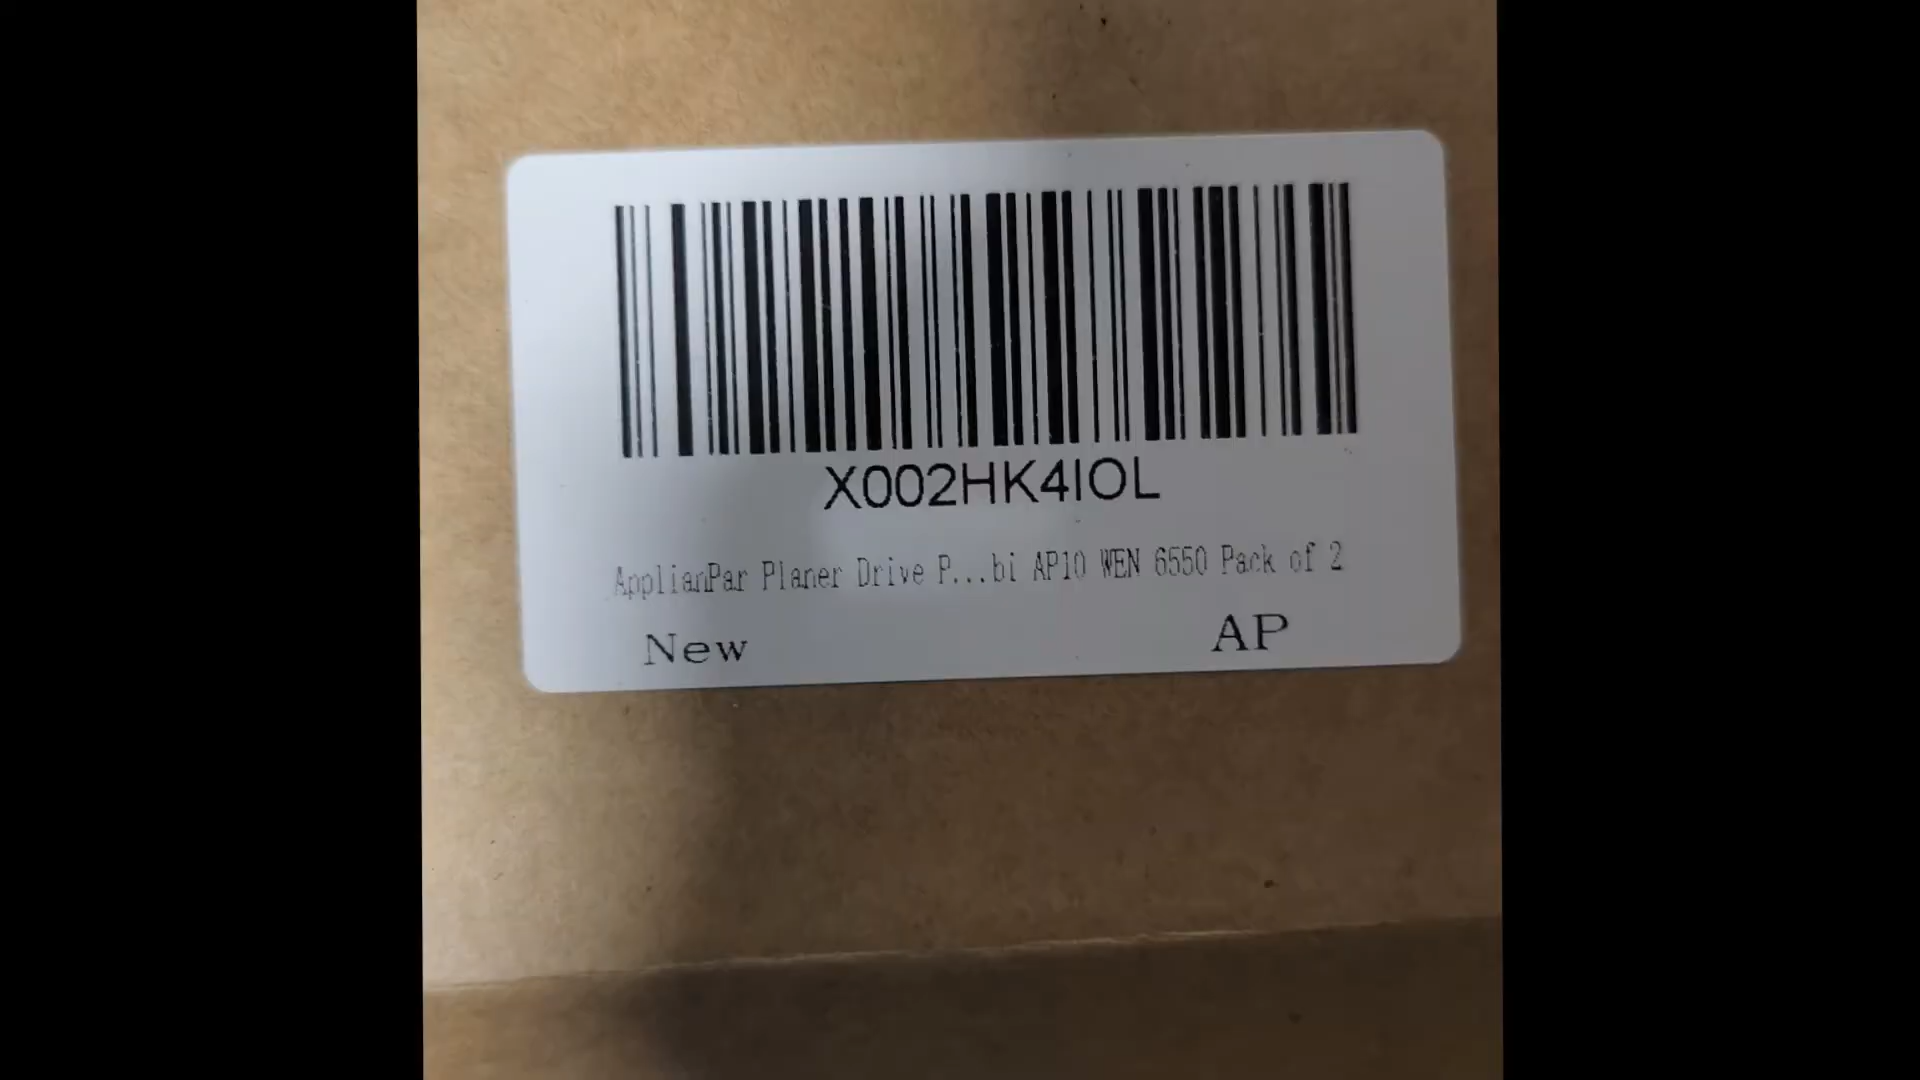 X002HK4IOL
ApplianPar Planer Drive P...bi AP10 WEN 6550 Pack of 2
New AP